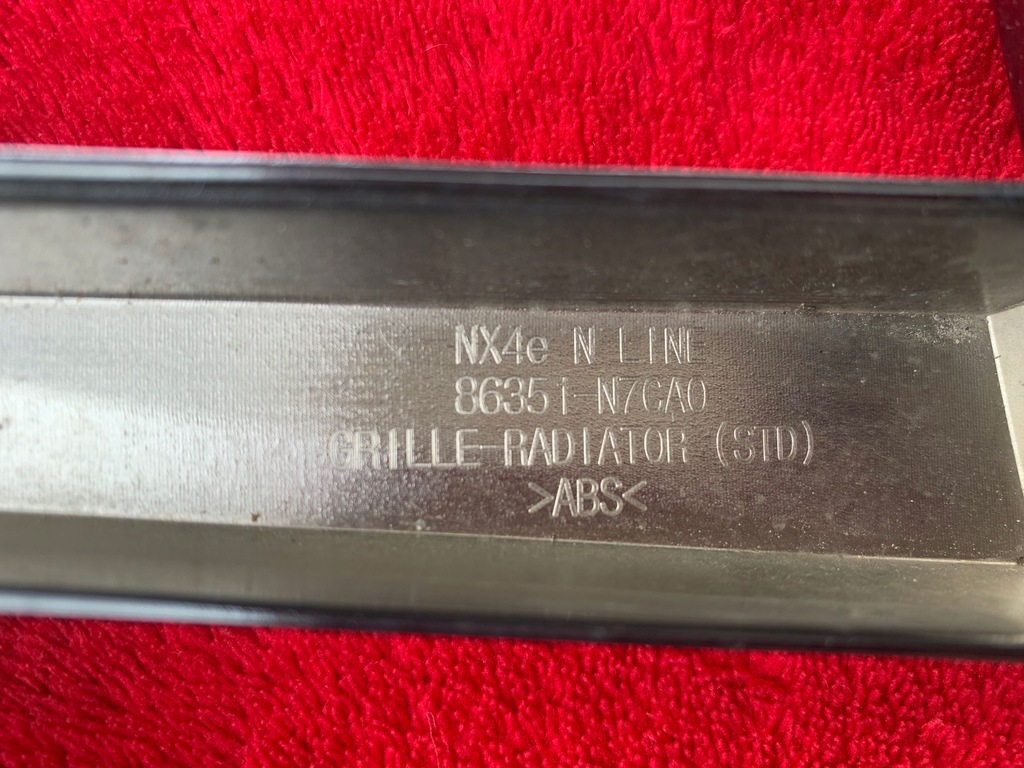 NX4e N LINE
86351-N7CA0
GRILLE-RADIATOR (STD)
>ABS<